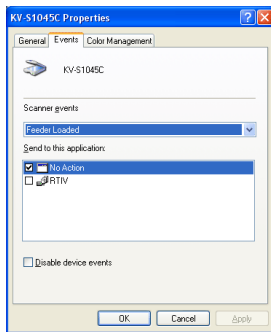 KV-S1045C Properties
General Events Color Management
KV-S1045C
Scanner events
Feeder Loaded
Send to this application:
No Action
RTIV
Disable device events
OK Cancel Apply